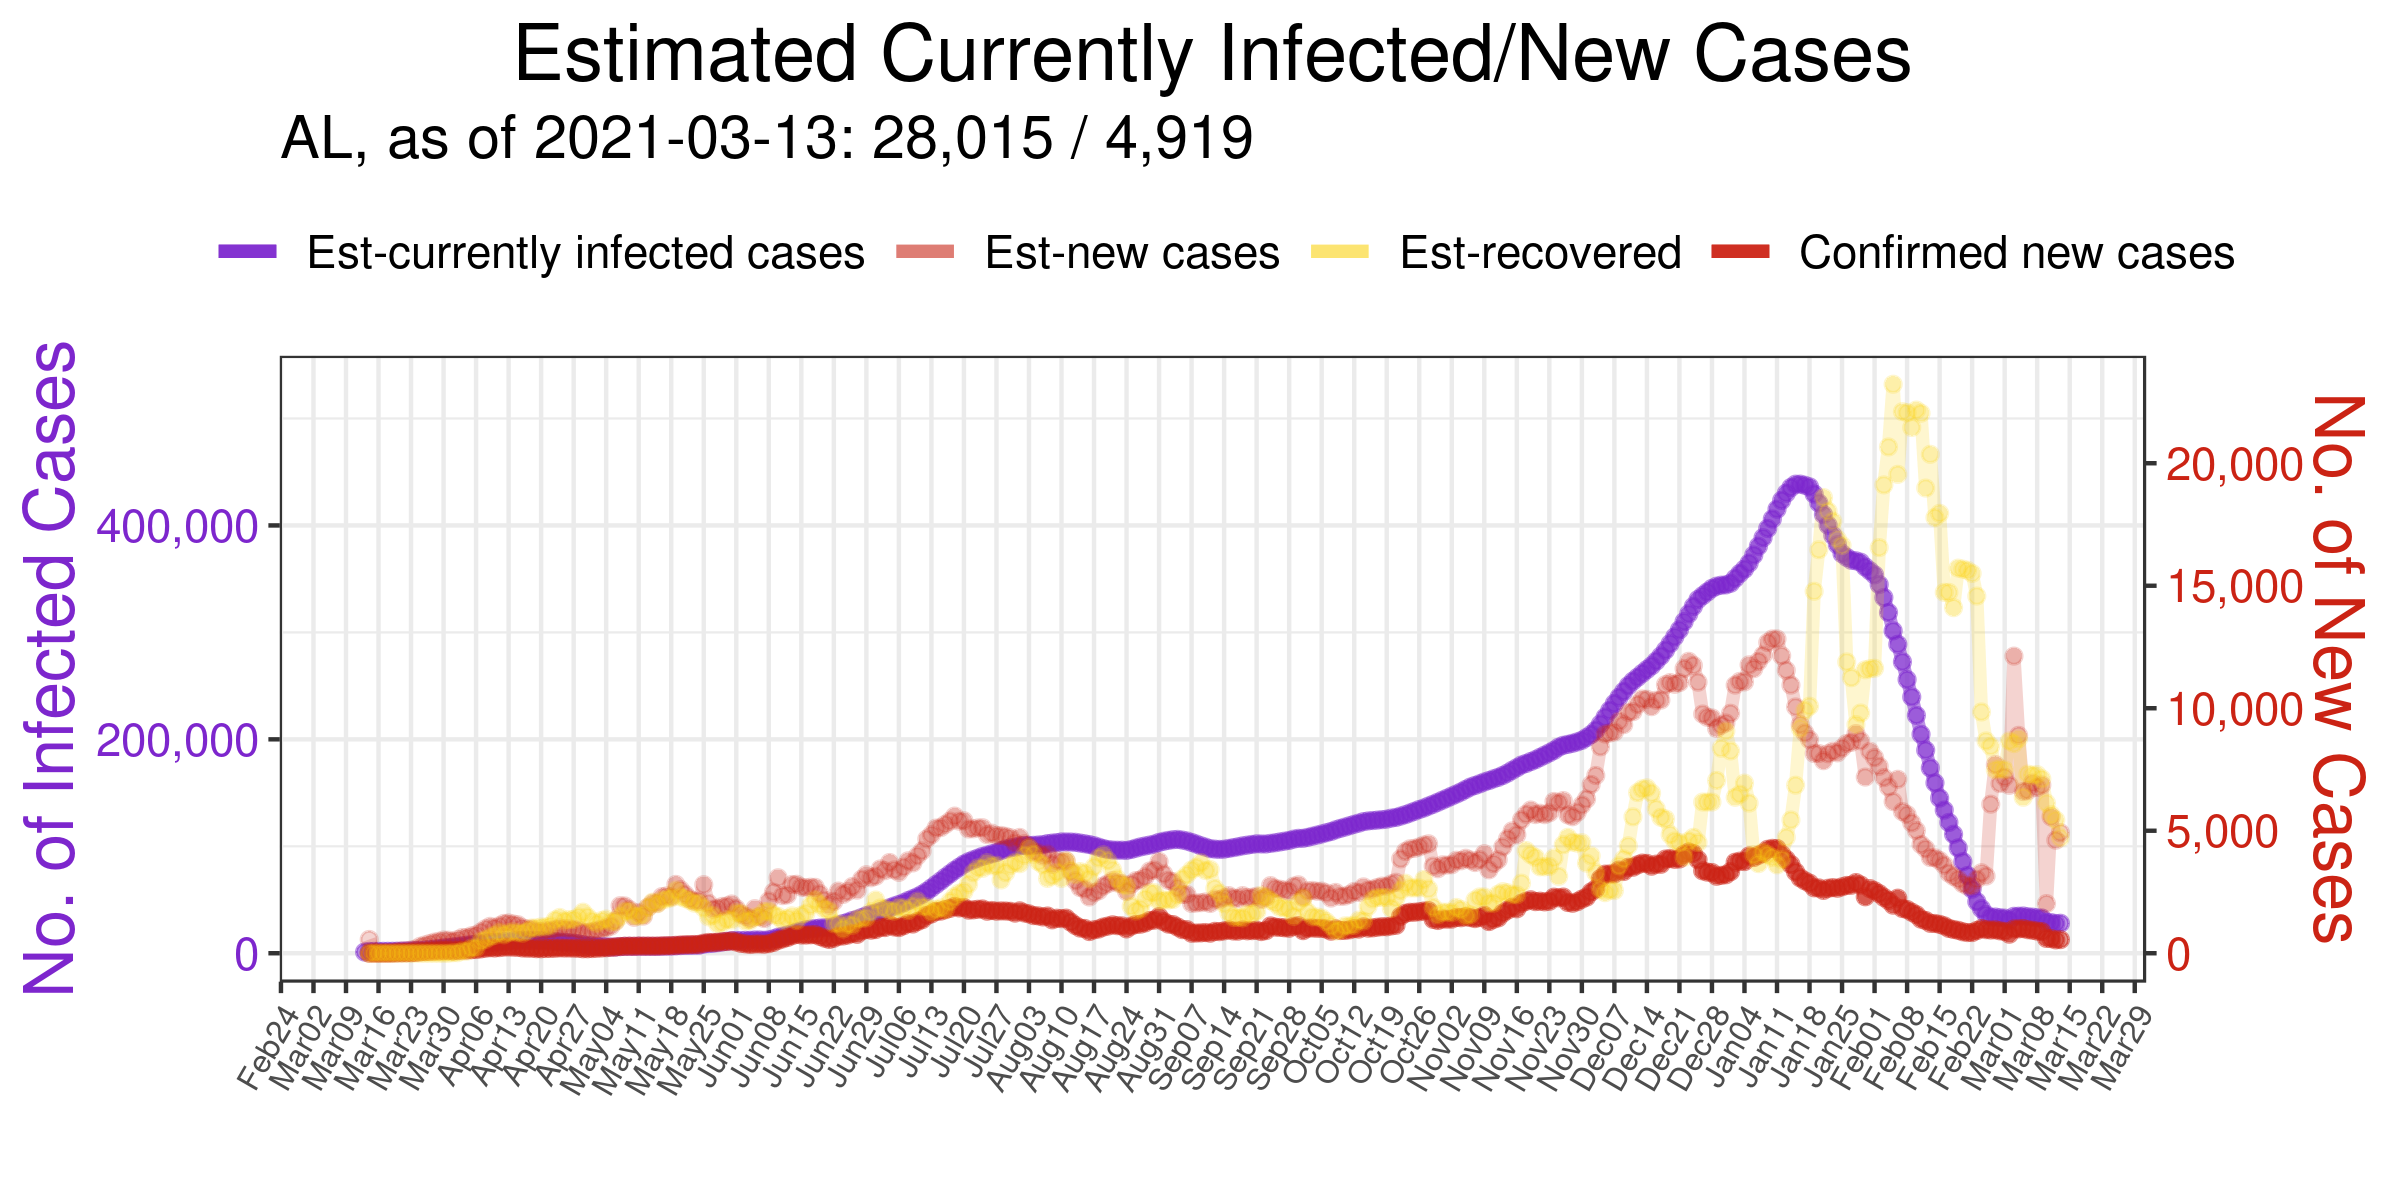 Estimated Currently Infected/New Cases
AL, as of 2021-03-13: 28,015 / 4,919
Est-currently infected cases Est-new cases Est-recovered Confirmed new cases
No. of Infected Cases
400,000
200,000
0
No. of New Cases
20,000
15,000
10,000
5,000
0
Feb24 Mar02 Mar09 Mar16 Mar23 Mar30 Apr06 Apr13 Apr20 Apr27 May04 May11 May18 May25 Jun01 Jun08 Jun15 Jun22 Jun29 Jul06 Jul13 Jul20 Jul27 Aug03 Aug10 Aug17 Aug24 Aug31 Sep07 Sep14 Sep21 Sep28 Oct05 Oct12 Oct19 Oct26 Nov02 Nov09 Nov16 Nov23 Nov30 Dec07 Dec14 Dec21 Dec28 Jan04 Jan11 Jan18 Jan25 Feb01 Feb08 Feb15 Feb22 Mar01 Mar08 Mar15 Mar22 Mar29